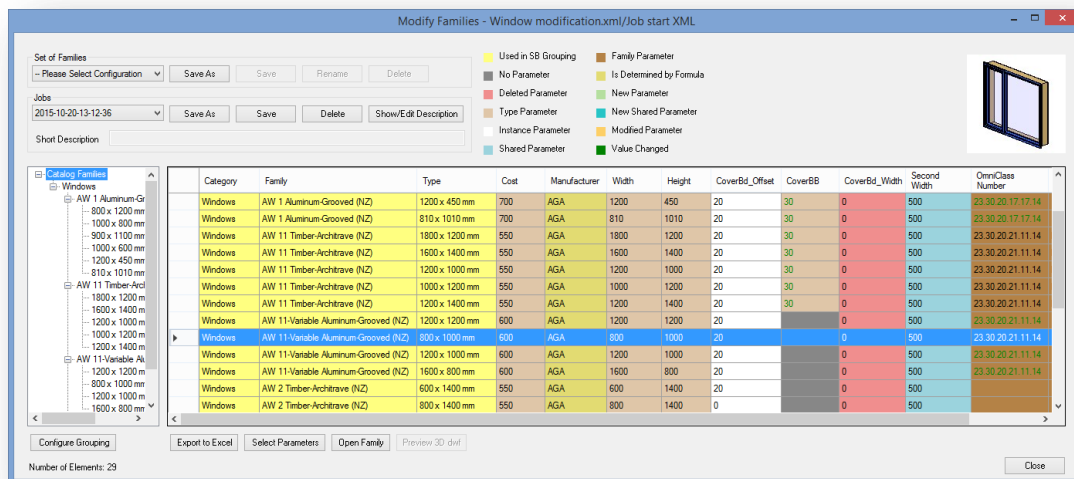 Modify Families - Window modification.xml/Job start XML
Set of Families
-- Please Select Configuration Save As Save Rename Delete
Jobs
2015-10-20-13-12-36 Save As Save Delete Show/Edit Description
Short Description
Used in SB Grouping Family Parameter
No Parameter Is Determined by Formula
Deleted Parameter New Parameter
Type Parameter New Shared Parameter
Instance Parameter Modified Parameter
Shared Parameter Value Changed
Catalog Families
Windows
AW 1 Aluminum-Gr
800 x 1200 mm
1000 x 800 mm
900 x 1100 mm
1000 x 600 mm
1200 x 450 mm
810 x 1010 mm
AW 11 Timber-Arcl
1800 x 1200 m
1600 x 1400 m
1200 x 1000 m
1000 x 1200 m
1200 x 1400 m
AW 11-Variable Alu
1200 x 1200 mm
800 x 1000 mm
1200 x 1000 mm
1600 x 800 mm
Category Family Type Cost Manufacturer Width Height CoverBd_Offset CoverBB CoverBd_Width Second Width OmniClass Number
Windows AW 1 Aluminum-Grooved (NZ) 1200 x 450 mm 700 AGA 1200 450 20 30 0 500 23.30.20.17.17.14
Windows AW 1 Aluminum-Grooved (NZ) 810 x 1010 mm 700 AGA 810 1010 20 30 0 500 23.30.20.17.17.14
Windows AW 11 Timber-Architrave (NZ) 1800 x 1200 mm 550 AGA 1800 1200 20 30 0 500 23.30.20.21.11.14
Windows AW 11 Timber-Architrave (NZ) 1600 x 1400 mm 550 AGA 1600 1400 20 30 0 500 23.30.20.21.11.14
Windows AW 11 Timber-Architrave (NZ) 1200 x 1000 mm 550 AGA 1200 1000 20 30 0 500 23.30.20.21.11.14
Windows AW 11 Timber-Architrave (NZ) 1000 x 1200 mm 550 AGA 1000 1200 20 30 0 500 23.30.20.21.11.14
Windows AW 11 Timber-Architrave (NZ) 1200 x 1400 mm 550 AGA 1200 1400 20 30 0 500 23.30.20.21.11.14
Windows AW 11-Variable Aluminum-Grooved (NZ) 1200 x 1200 mm 600 AGA 1200 1200 20 0 500 23.30.20.21.11.14
Windows AW 11-Variable Aluminum-Grooved (NZ) 800 x 1000 mm 600 AGA 800 1000 20 0 500 23.30.20.21.11.14
Windows AW 11-Variable Aluminum-Grooved (NZ) 1200 x 1000 mm 600 AGA 1200 1000 20 0 500 23.30.20.21.11.14
Windows AW 11-Variable Aluminum-Grooved (NZ) 1600 x 800 mm 600 AGA 1600 800 20 0 500 23.30.20.21.11.14
Windows AW 2 Timber-Architrave (NZ) 600 x 1400 mm 550 AGA 600 1400 20 0 500
Windows AW 2 Timber-Architrave (NZ) 800 x 1400 mm 550 AGA 800 1400 0 0 500
Configure Grouping Export to Excel Select Parameters Open Family Preview 3D dwf
Number of Elements: 29 Close